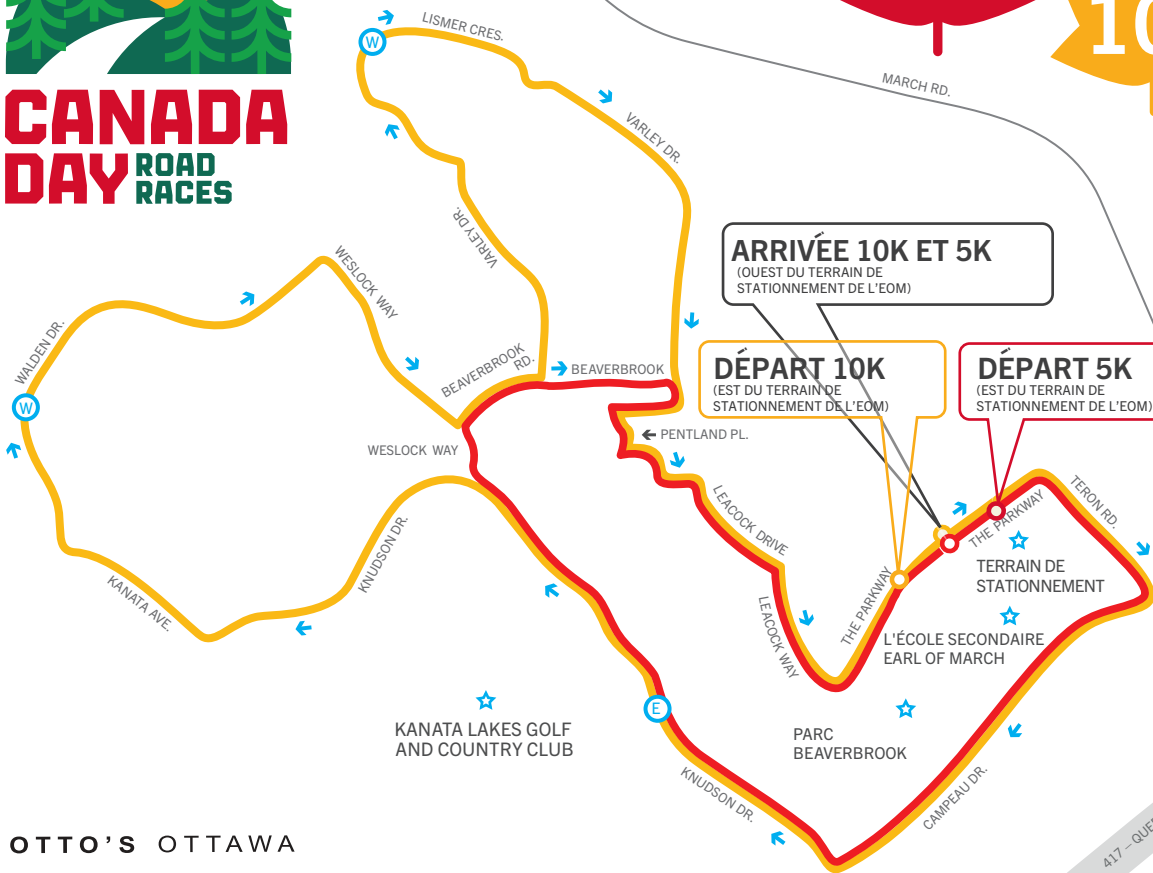 CANADA
DAY ROAD
RACES
10
LISMER CRES.
MARCH RD.
VARLEY DR.
VARLEY DR.
WESLOCK WAY
WALDEN DR.
ARRIVÉE 10K ET 5K
(OUEST DU TERRAIN DE
STATIONNEMENT DE L'EOM)
DÉPART 10K
(EST DU TERRAIN DE
STATIONNEMENT DE L'EOM)
DÉPART 5K
(EST DU TERRAIN DE
STATIONNEMENT DE L'EOM)
BEAVERBROOK
RD.
BEAVERBROOK
W
W
WESLOCK WAY
PENTLAND PL.
LEACOCK DRIVE
LEACOCK WAY
THE PARKWAY
THE PARKWAY
TERON RD.
TERRAIN DE
STATIONNEMENT
L'ÉCOLE SECONDAIRE
EARL OF MARCH
KNUDSON DR.
KANATA AVE.
E
KANATA LAKES GOLF
AND COUNTRY CLUB
PARC
BEAVERBROOK
KNUDSON DR.
CAMPEAU DR.
OTTO'S OTTAWA
417 – QUE